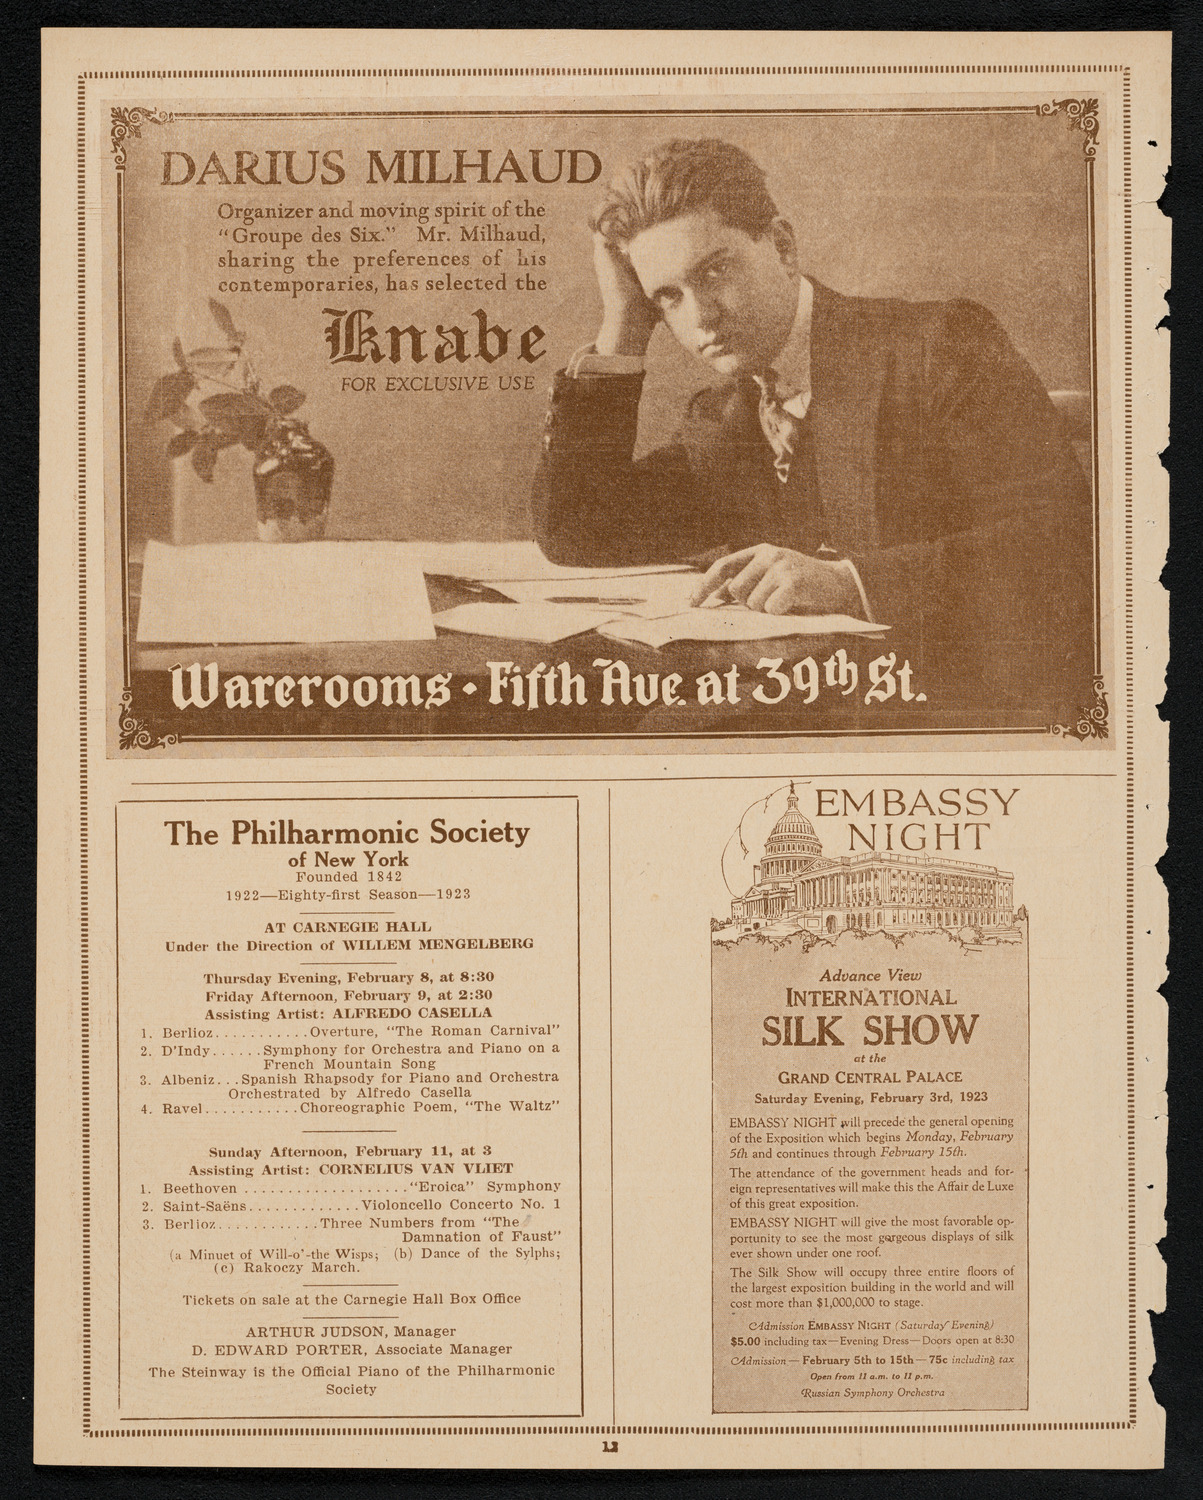 DARIUS MILHAUD
Organizer and moving spirit of the
“Groupe des Six.” Mr. Milhaud,
sharing the preferences of his
contemporaries, has selected the
Knabe
FOR EXCLUSIVE USE
Warerooms • Fifth Ave. at 39th St.
The Philharmonic Society
of New York
Founded 1842
1922—Eighty-first Season—1923
AT CARNEGIE HALL
Under the Direction of WILLEM MENGELBERG
Thursday Evening, February 8, at 8:30
Friday Afternoon, February 9, at 2:30
Assisting Artist: ALFREDO CASELLA
1. Berlioz..........Overture, “The Roman Carnival”
2. D’Indy......Symphony for Orchestra and Piano on a
French Mountain Song
3. Albeniz...Spanish Rhapsody for Piano and Orchestra
Orchestrated by Alfredo Casella
4. Ravel...........Choreographic Poem, “The Waltz”
Sunday Afternoon, February 11, at 3
Assisting Artist: CORNELIUS VAN VLIET
1. Beethoven ..................“Eroica” Symphony
2. Saint-Saëns.............Violoncello Concerto No. 1
3. Berlioz............Three Numbers from “The
Damnation of Faust”
(a Minuet of Will-o’-the Wisps; (b) Dance of the Sylphs;
(c) Rakoczy March.
Tickets on sale at the Carnegie Hall Box Office
ARTHUR JUDSON, Manager
D. EDWARD PORTER, Associate Manager
The Steinway is the Official Piano of the Philharmonic
Society
EMBASSY
NIGHT
Advance View
INTERNATIONAL
SILK SHOW
at the
GRAND CENTRAL PALACE
Saturday Evening, February 3rd, 1923
EMBASSY NIGHT will precede the general opening
of the Exposition which begins Monday, February
5th and continues through February 15th.
The attendance of the government heads and for-
eign representatives will make this the Affair de Luxe
of this great exposition.
EMBASSY NIGHT will give the most favorable op-
portunity to see the most gorgeous displays of silk
ever shown under one roof.
The Silk Show will occupy three entire floors of
the largest exposition building in the world and will
cost more than $1,000,000 to stage.
Admission EMBASSY NIGHT (Saturday Evening)
$5.00 including tax—Evening Dress—Doors open at 8:30
Admission — February 5th to 15th — 75c including tax
Open from 11 a.m. to 11 p.m.
Russian Symphony Orchestra
12